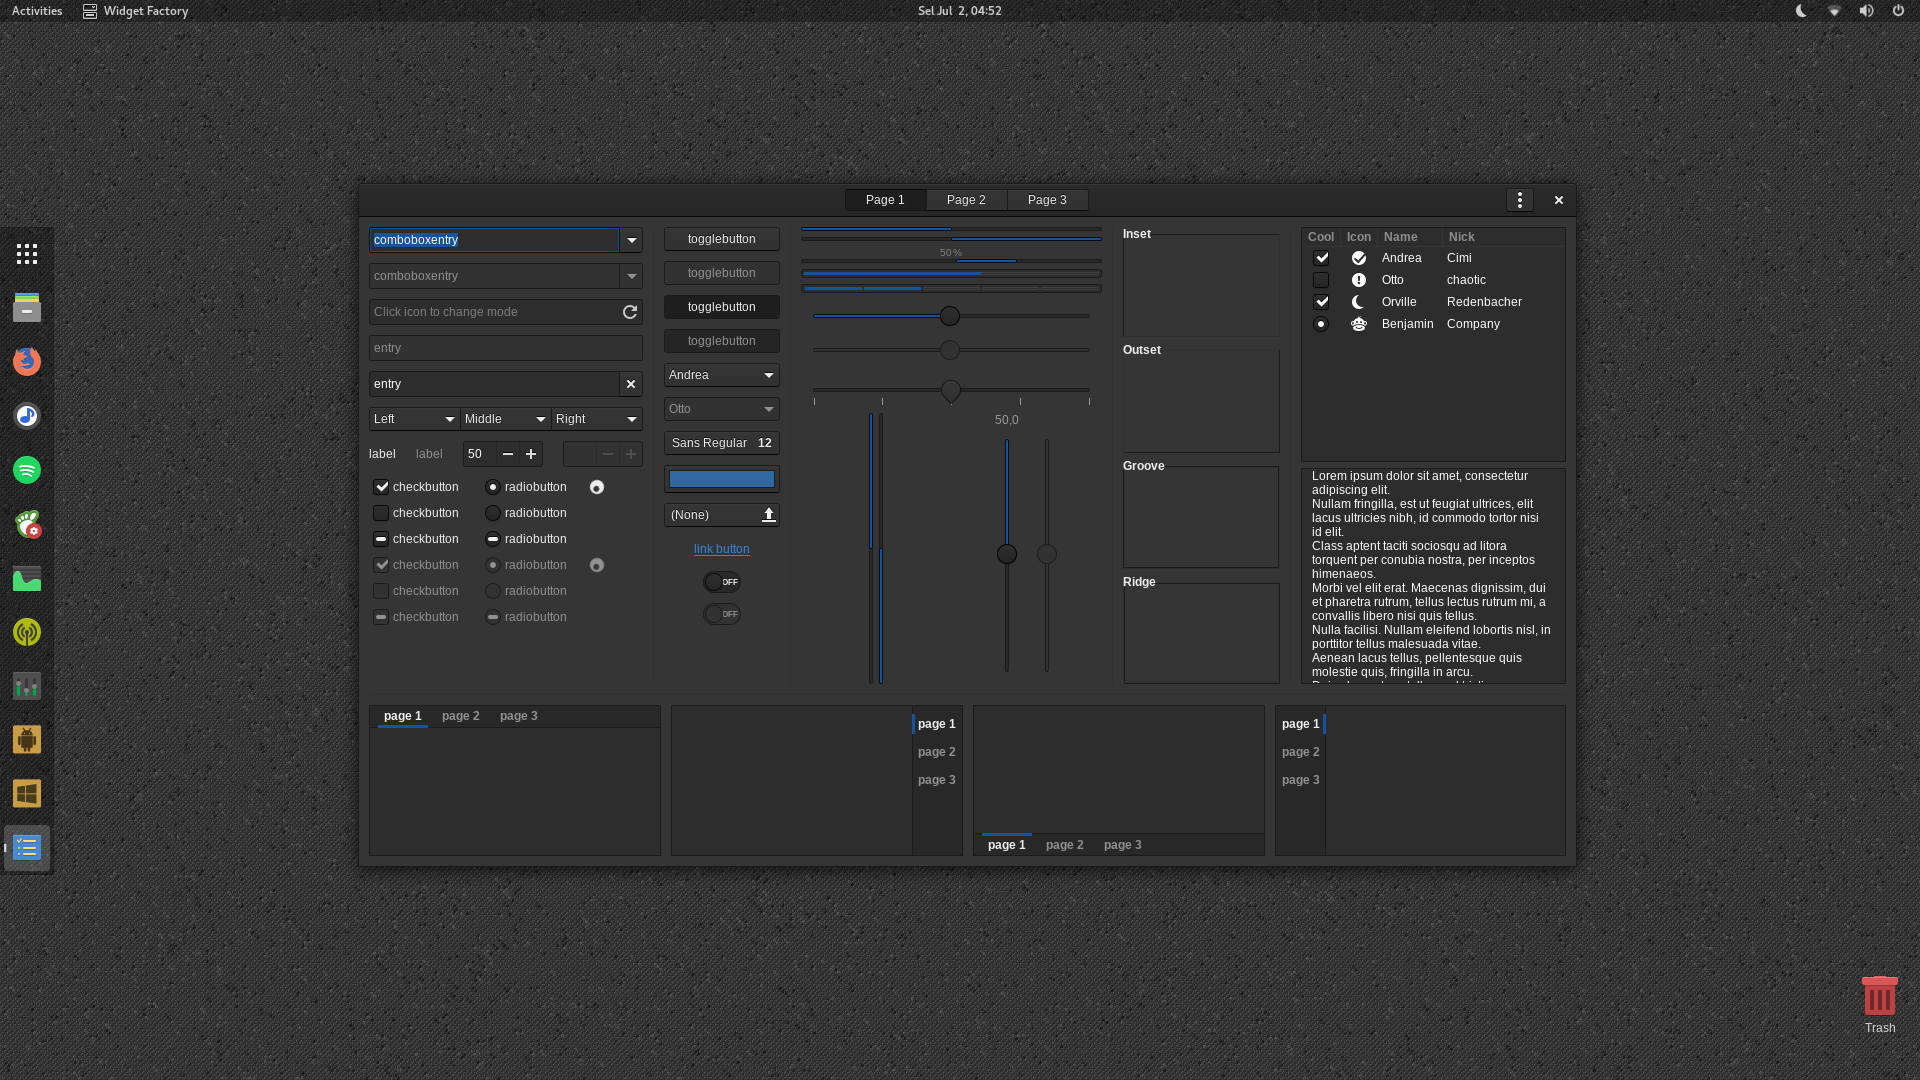 Activities
Widget Factory
Sel Jul 2, 04:52
Page 1 Page 2 Page 3
comboboxentry
comboboxentry
Click icon to change mode
entry
entry
Left Middle Right
label label 50
checkbutton radiobutton
checkbutton radiobutton
checkbutton radiobutton
checkbutton radiobutton
checkbutton radiobutton
checkbutton radiobutton
togglebutton
togglebutton
togglebutton
togglebutton
Andrea
Otto
Sans Regular 12
(None)
link button
OFF
OFF
50%
50,0
Inset
Outset
Groove
Ridge
Cool Icon Name Nick
Andrea Cimi
Otto chaotic
Orville Redenbacher
Benjamin Company
Lorem ipsum dolor sit amet, consectetur
adipiscing elit.
Nullam fringilla, est ut feugiat ultrices, elit
lacus ultricies nibh, id commodo tortor nisi
id elit.
Class aptent taciti sociosqu ad litora
torquent per conubia nostra, per inceptos
himenaeos.
Morbi vel elit erat. Maecenas dignissim, dui
et pharetra rutrum, tellus lectus rutrum mi, a
convallis libero nisi quis tellus.
Nulla facilisi. Nullam eleifend lobortis nisl, in
porttitor tellus malesuada vitae.
Aenean lacus tellus, pellentesque quis
molestie quis, fringilla in arcu.
page 1 page 2 page 3
page 1
page 2
page 3
page 1 page 2 page 3
page 1
page 2
page 3
Trash